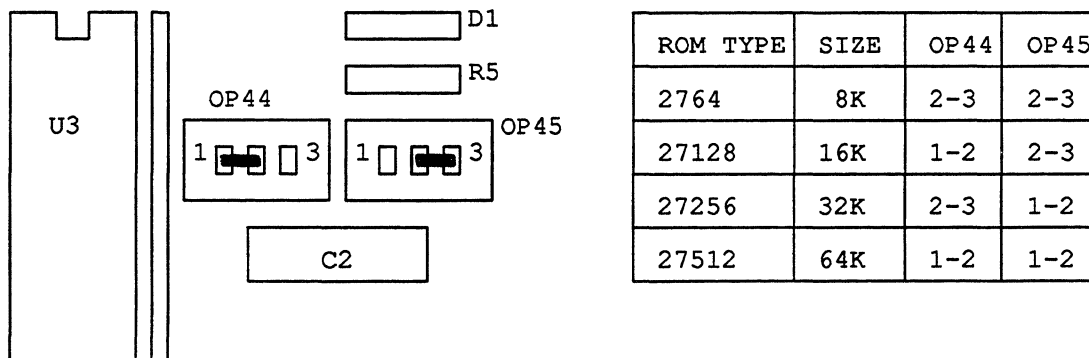 D1
R5
OP44
U3
OP45
1 3
1 3
C2
ROM TYPE SIZE OP44 OP45
2764 8K 2-3 2-3
27128 16K 1-2 2-3
27256 32K 2-3 1-2
27512 64K 1-2 1-2